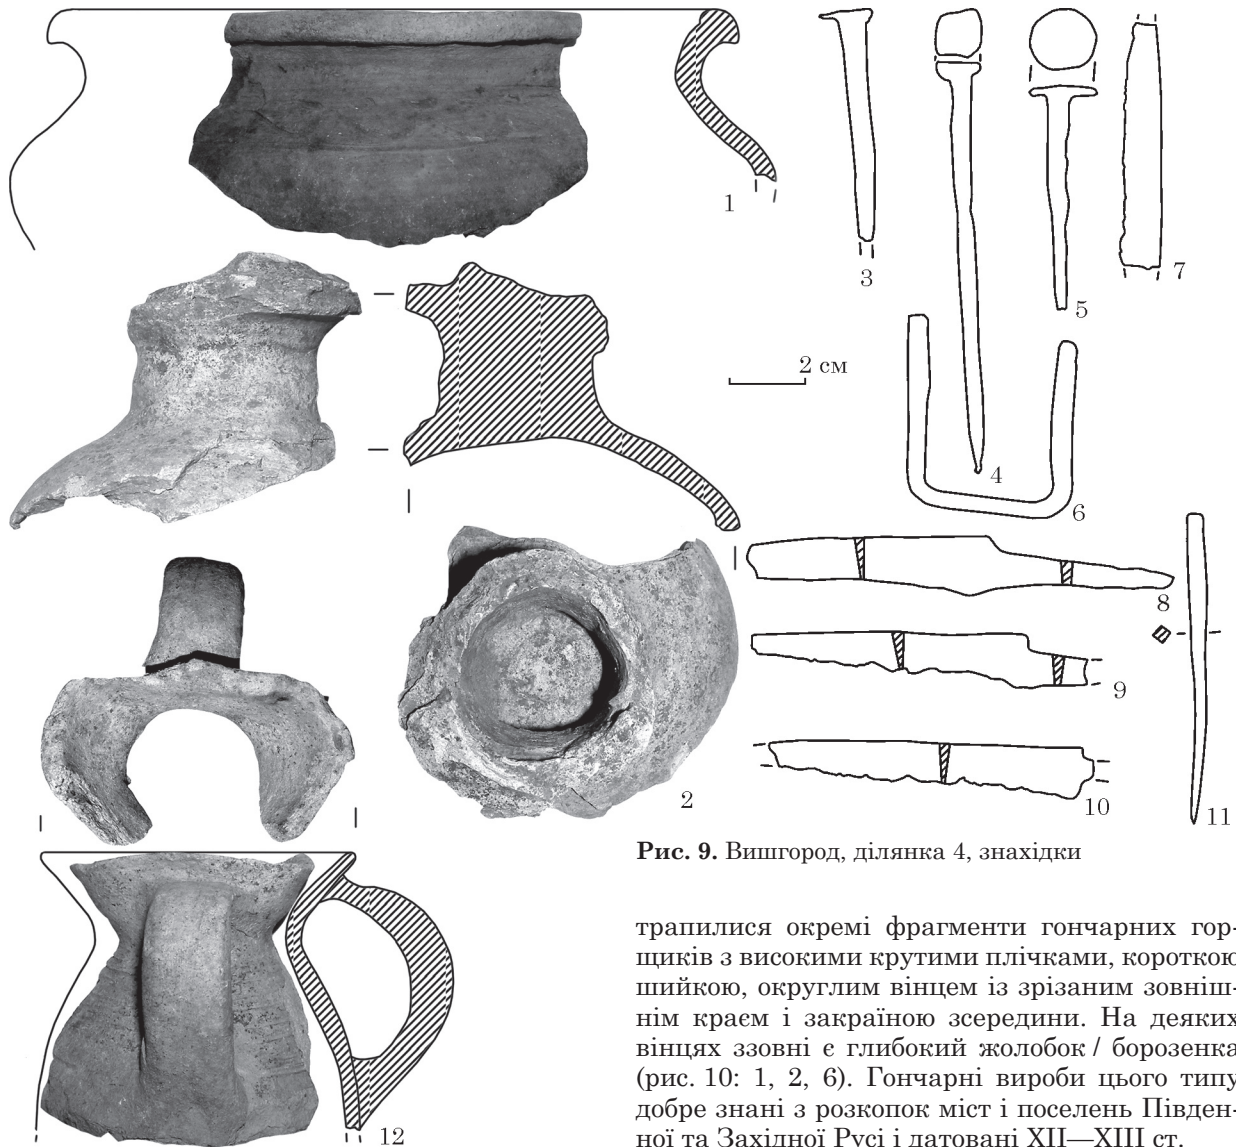 1
3
4
5
7
2 см
6
8
9
10
11
2
12
Рис. 9. Вишгород, ділянка 4, знахідки
трапилися окремі фрагменти гончарних гор-
щиків з високими крутими плічками, короткою
шийкою, округлим вінцем із зрізаним зовніш-
нім краєм і закраїною зсередини. На деяких
вінцях ззовні є глибокий жолобок / борозенка
(рис. 10: 1, 2, 6). Гончарні вироби цього типу
добре знані з розкопок міст і поселень Півден-
ної та Західної Русі і датовані XII—XIII ст.